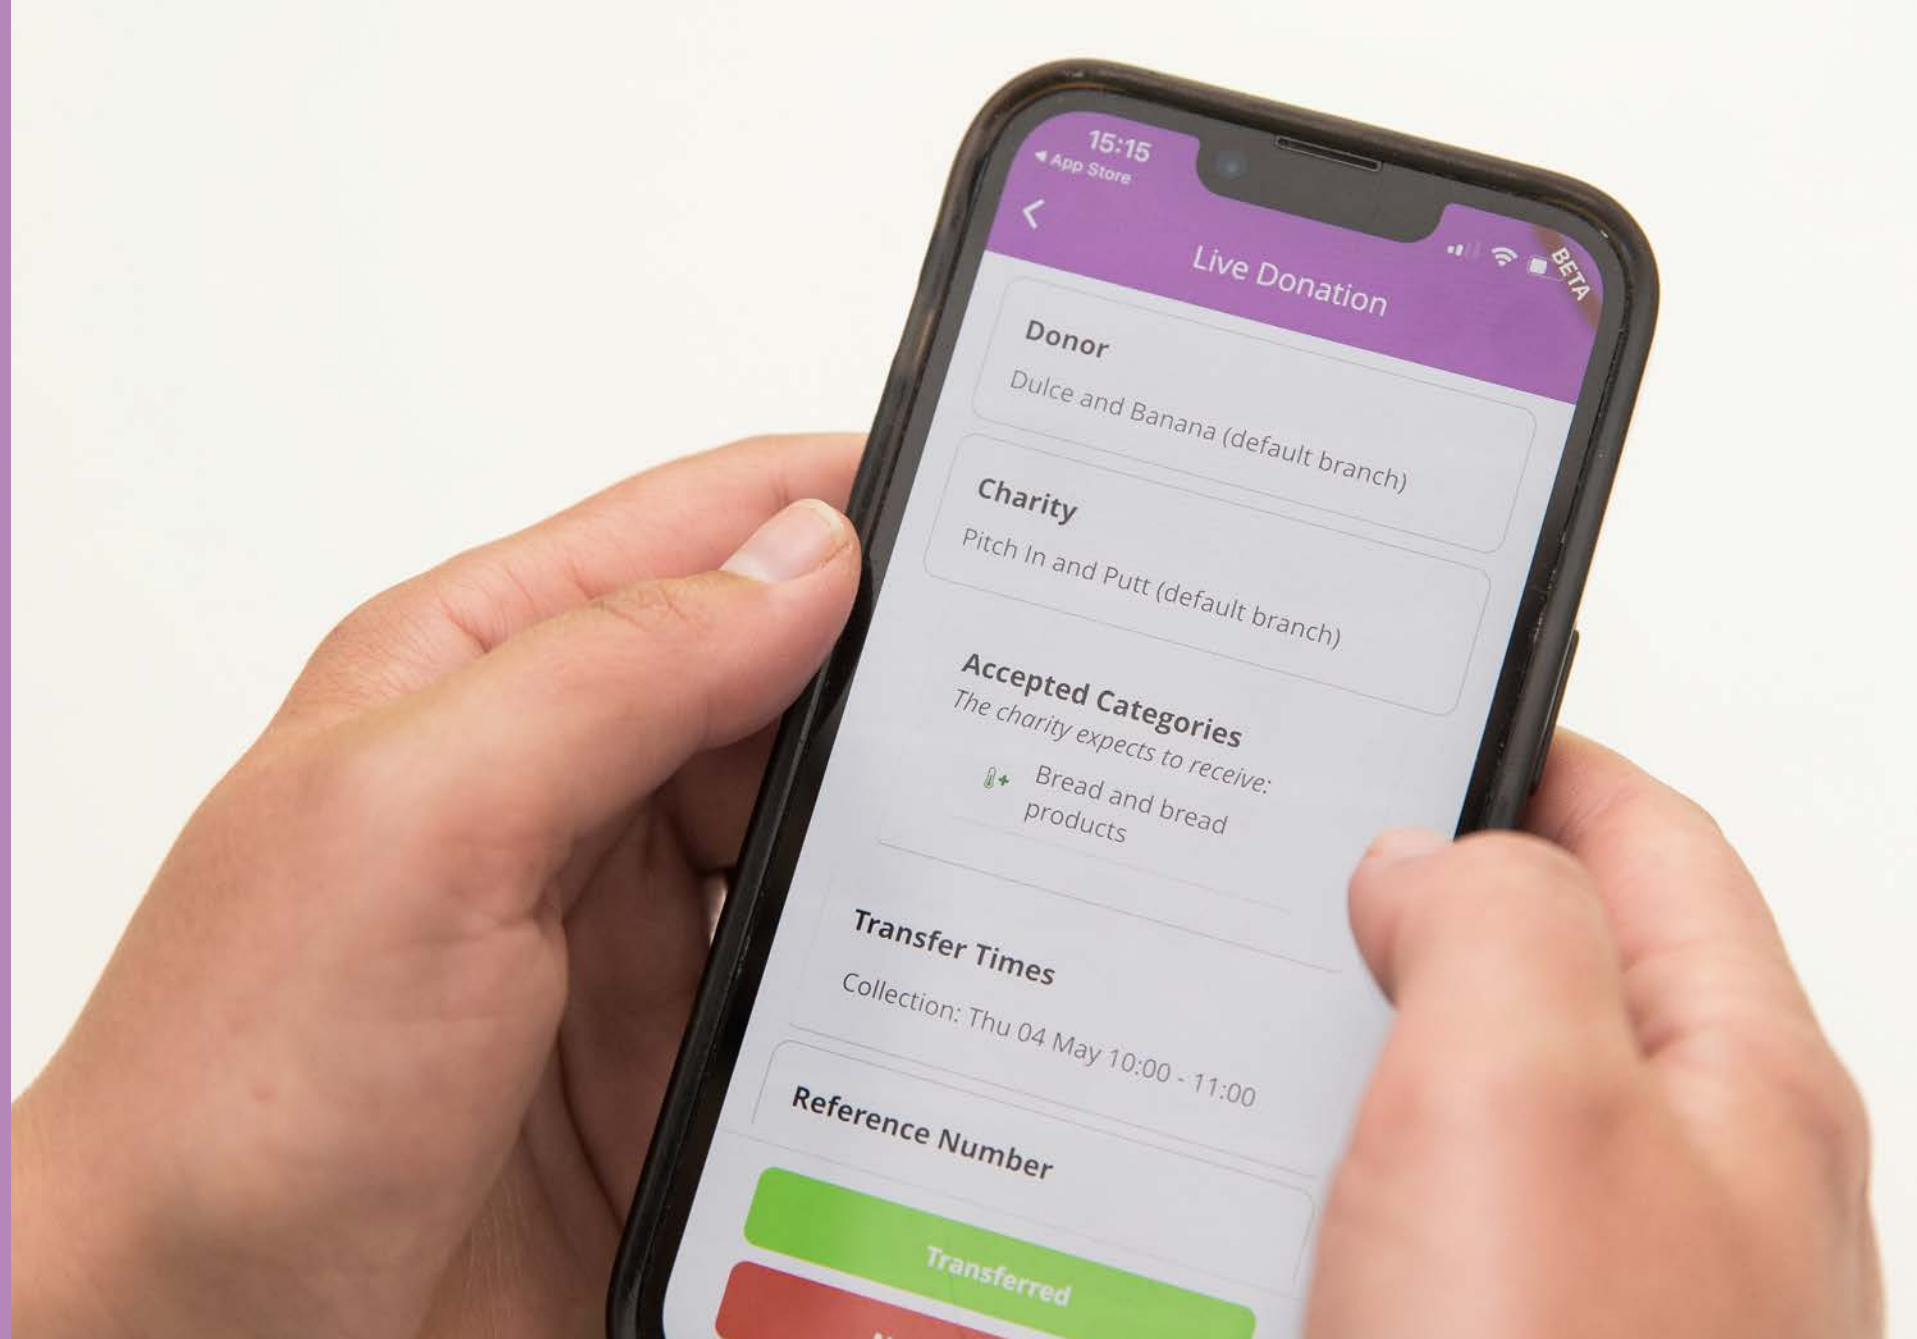 15:15
App Store
BETA
Live Donation
Donor
Dulce and Banana (default branch)
Charity
Pitch In and Putt (default branch)
Accepted Categories
The charity expects to receive:
Bread and bread
products
Transfer Times
Collection: Thu 04 May 10:00 - 11:00
Reference Number
Transferred